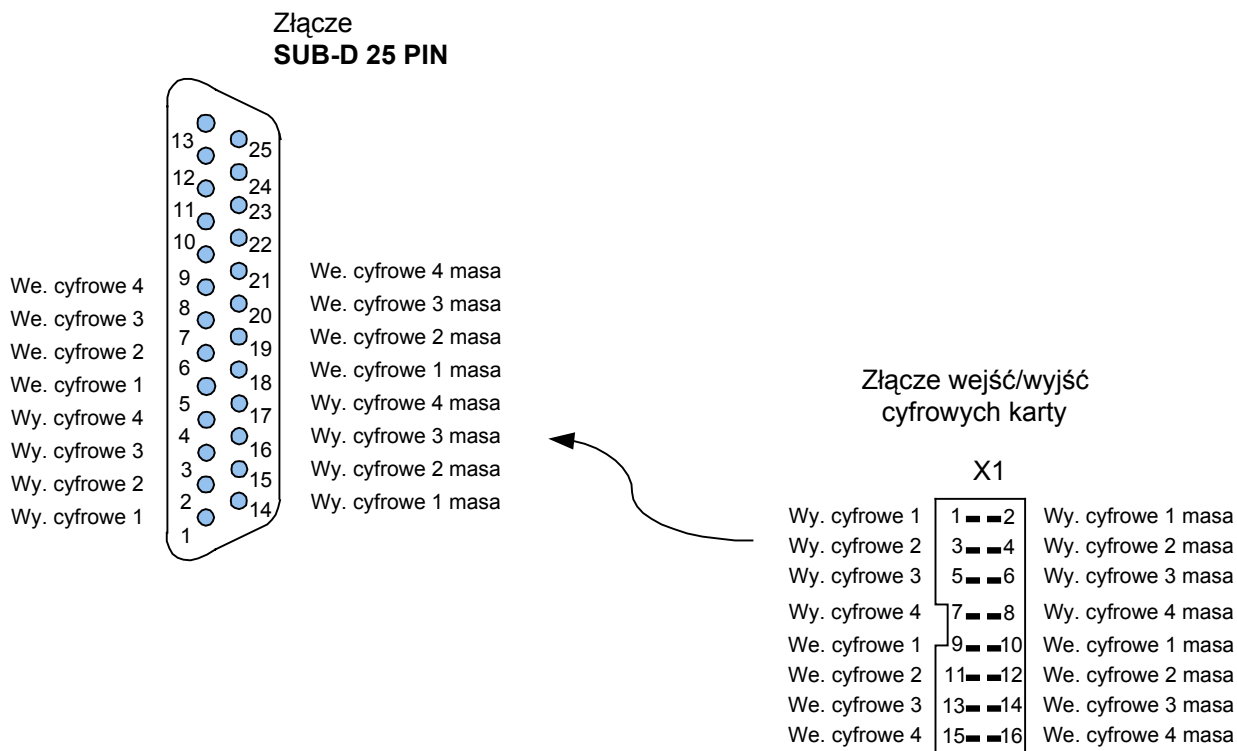 Złącze
SUB-D 25 PIN
13
25
12
24
11
23
10
22
9
21
8
20
7
19
6
18
5
17
4
16
3
15
2
14
1
We. cyfrowe 4
We. cyfrowe 3
We. cyfrowe 2
We. cyfrowe 1
Wy. cyfrowe 4
Wy. cyfrowe 3
Wy. cyfrowe 2
Wy. cyfrowe 1
We. cyfrowe 4 masa
We. cyfrowe 3 masa
We. cyfrowe 2 masa
We. cyfrowe 1 masa
Wy. cyfrowe 4 masa
Wy. cyfrowe 3 masa
Wy. cyfrowe 2 masa
Wy. cyfrowe 1 masa
Złącze wejść/wyjść
cyfrowych karty
X1
Wy. cyfrowe 1 1 2 Wy. cyfrowe 1 masa
Wy. cyfrowe 2 3 4 Wy. cyfrowe 2 masa
Wy. cyfrowe 3 5 6 Wy. cyfrowe 3 masa
Wy. cyfrowe 4 7 8 Wy. cyfrowe 4 masa
We. cyfrowe 1 9 10 We. cyfrowe 1 masa
We. cyfrowe 2 11 12 We. cyfrowe 2 masa
We. cyfrowe 3 13 14 We. cyfrowe 3 masa
We. cyfrowe 4 15 16 We. cyfrowe 4 masa